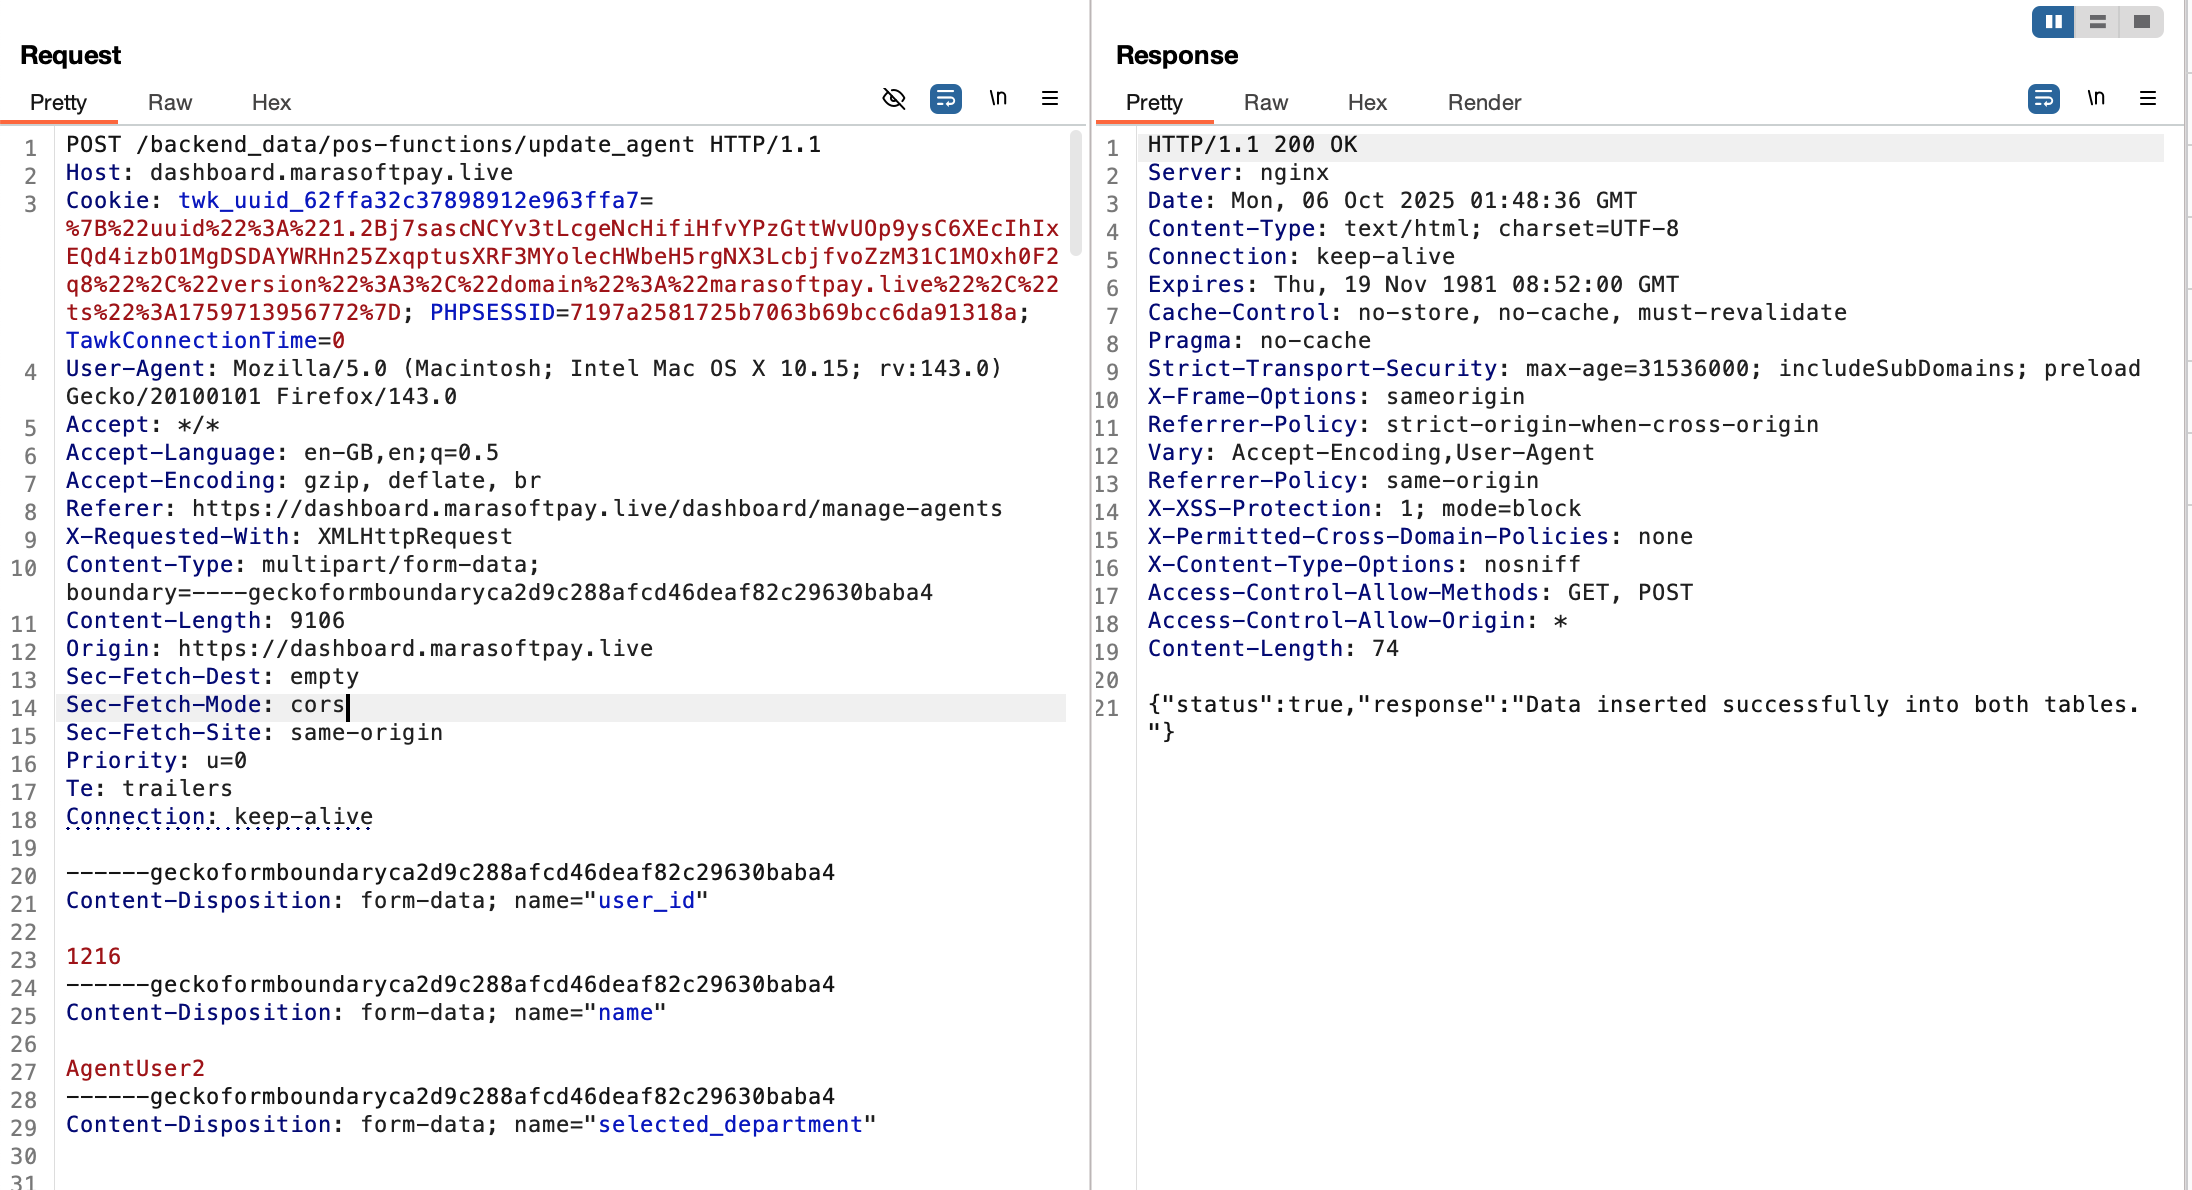 Request
Pretty Raw Hex \n
1 POST /backend_data/pos-functions/update_agent HTTP/1.1
2 Host: dashboard.marasoftpay.live
3 Cookie: twk_uuid_62ffa32c37898912e963ffa7=
%7B%22uuid%22%3A%221.2Bj7sascNCYv3tLcgeNcHifiHfvYPzGttWvUOp9ysC6XEcIhIx
EQd4izbO1MgDSDAYWRHn25ZxqptusXRF3MYolecHWbeH5rgNX3LcbjfvoZzM31C1MOxh0F2
q8%22%2C%22version%22%3A3%2C%22domain%22%3A%22marasoftpay.live%22%2C%22
ts%22%3A1759713956772%7D; PHPSESSID=7197a2581725b7063b69bcc6da91318a;
TawkConnectionTime=0
4 User-Agent: Mozilla/5.0 (Macintosh; Intel Mac OS X 10.15; rv:143.0)
Gecko/20100101 Firefox/143.0
5 Accept: */*
6 Accept-Language: en-GB,en;q=0.5
7 Accept-Encoding: gzip, deflate, br
8 Referer: https://dashboard.marasoftpay.live/dashboard/manage-agents
9 X-Requested-With: XMLHttpRequest
10 Content-Type: multipart/form-data;
boundary=----geckoformboundaryca2d9c288afcd46deaf82c29630baba4
11 Content-Length: 9106
12 Origin: https://dashboard.marasoftpay.live
13 Sec-Fetch-Dest: empty
14 Sec-Fetch-Mode: cors
15 Sec-Fetch-Site: same-origin
16 Priority: u=0
17 Te: trailers
18 Connection: keep-alive
19
20 ------geckoformboundaryca2d9c288afcd46deaf82c29630baba4
21 Content-Disposition: form-data; name="user_id"
22
23 1216
24 ------geckoformboundaryca2d9c288afcd46deaf82c29630baba4
25 Content-Disposition: form-data; name="name"
26
27 AgentUser2
28 ------geckoformboundaryca2d9c288afcd46deaf82c29630baba4
29 Content-Disposition: form-data; name="selected_department"
30
31
Response
Pretty Raw Hex Render \n
1 HTTP/1.1 200 OK
2 Server: nginx
3 Date: Mon, 06 Oct 2025 01:48:36 GMT
4 Content-Type: text/html; charset=UTF-8
5 Connection: keep-alive
6 Expires: Thu, 19 Nov 1981 08:52:00 GMT
7 Cache-Control: no-store, no-cache, must-revalidate
8 Pragma: no-cache
9 Strict-Transport-Security: max-age=31536000; includeSubDomains; preload
10 X-Frame-Options: sameorigin
11 Referrer-Policy: strict-origin-when-cross-origin
12 Vary: Accept-Encoding,User-Agent
13 Referrer-Policy: same-origin
14 X-XSS-Protection: 1; mode=block
15 X-Permitted-Cross-Domain-Policies: none
16 X-Content-Type-Options: nosniff
17 Access-Control-Allow-Methods: GET, POST
18 Access-Control-Allow-Origin: *
19 Content-Length: 74
20
21 {"status":true,"response":"Data inserted successfully into both tables.
"}